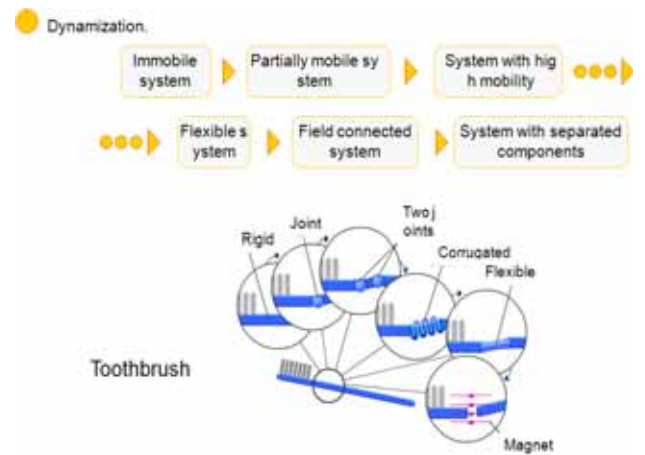 Dynamization.
Immobile
system
Partially mobile sy
stem
System with hig
h mobility
Flexible s
ystem
Field connected
system
System with separated
components
Two j
oints
Joint
Rigid
Corrugated
Flexible
Toothbrush
Magnet